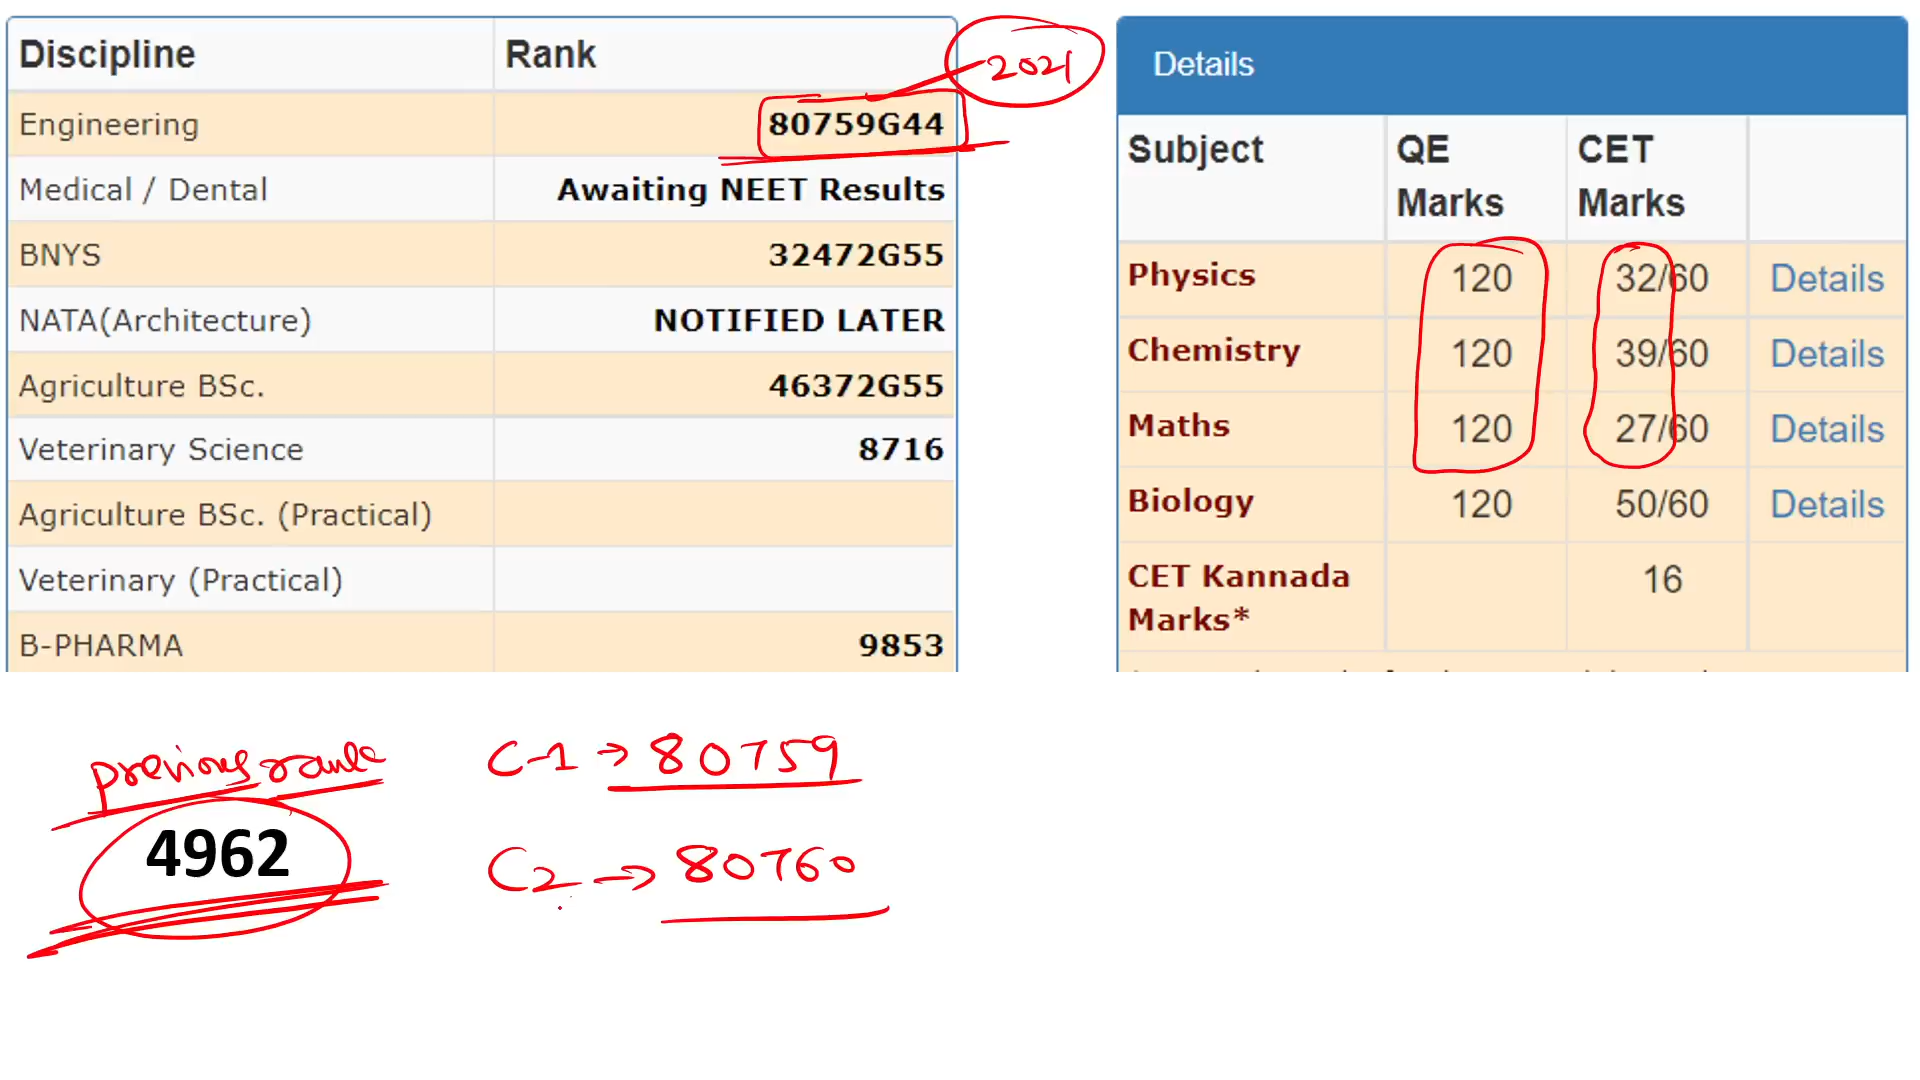 Discipline Rank
Engineering 80759G44
Medical / Dental Awaiting NEET Results
BNYS 32472G55
NATA(Architecture) NOTIFIED LATER
Agriculture BSc. 46372G55
Veterinary Science 8716
Agriculture BSc. (Practical)
Veterinary (Practical)
B-PHARMA 9853
2021
Details
Subject QE Marks CET Marks
Physics 120 32/60 Details
Chemistry 120 39/60 Details
Maths 120 27/60 Details
Biology 120 50/60 Details
CET Kannada Marks* 16
previous rank
4962
C-1 → 80759
C2 → 80760